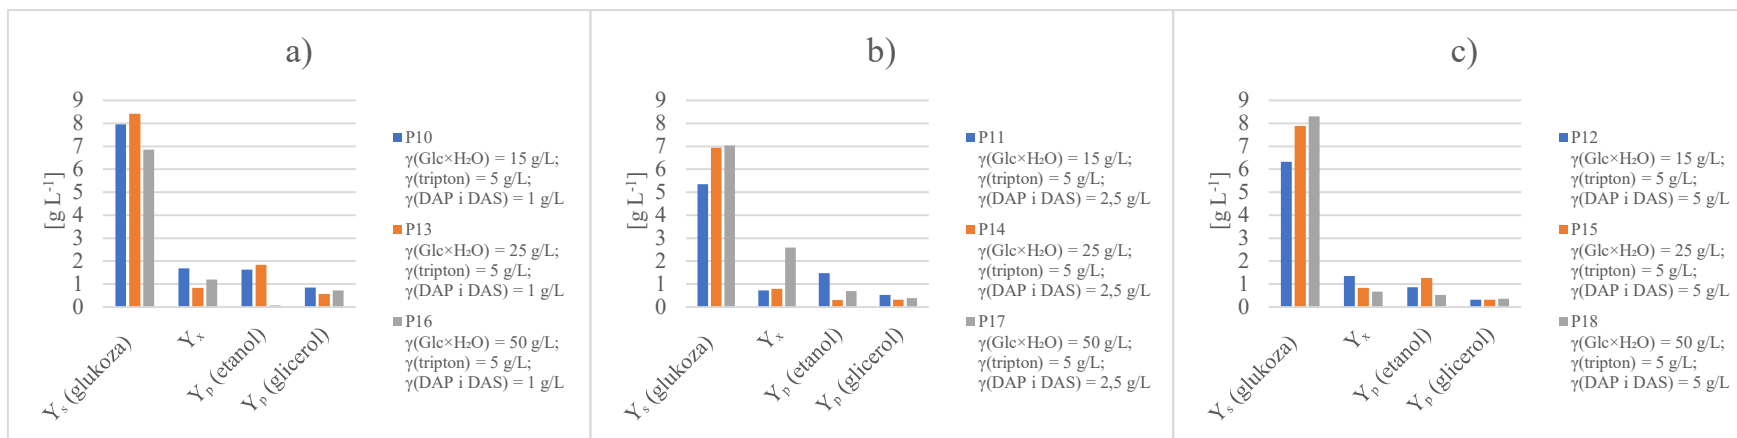 a)
[g L⁻¹]
9
8
7
6
5
4
3
2
1
0
Yₛ (glukoza)
Yₓ
Yₚ (etanol)
Yₚ (glicerol)
P10
γ(Glc×H₂O) = 15 g/L;
γ(tripton) = 5 g/L;
γ(DAP i DAS) = 1 g/L
P13
γ(Glc×H₂O) = 25 g/L;
γ(tripton) = 5 g/L;
γ(DAP i DAS) = 1 g/L
P16
γ(Glc×H₂O) = 50 g/L;
γ(tripton) = 5 g/L;
γ(DAP i DAS) = 1 g/L
b)
[g L⁻¹]
9
8
7
6
5
4
3
2
1
0
Yₛ (glukoza)
Yₓ
Yₚ (etanol)
Yₚ (glicerol)
P11
γ(Glc×H₂O) = 15 g/L;
γ(tripton) = 5 g/L;
γ(DAP i DAS) = 2,5 g/L
P14
γ(Glc×H₂O) = 25 g/L;
γ(tripton) = 5 g/L;
γ(DAP i DAS) = 2,5 g/L
P17
γ(Glc×H₂O) = 50 g/L;
γ(tripton) = 5 g/L;
γ(DAP i DAS) = 2,5 g/L
c)
[g L⁻¹]
9
8
7
6
5
4
3
2
1
0
Yₛ (glukoza)
Yₓ
Yₚ (etanol)
Yₚ (glicerol)
P12
γ(Glc×H₂O) = 15 g/L;
γ(tripton) = 5 g/L;
γ(DAP i DAS) = 5 g/L
P15
γ(Glc×H₂O) = 25 g/L;
γ(tripton) = 5 g/L;
γ(DAP i DAS) = 5 g/L
P18
γ(Glc×H₂O) = 50 g/L;
γ(tripton) = 5 g/L;
γ(DAP i DAS) = 5 g/L